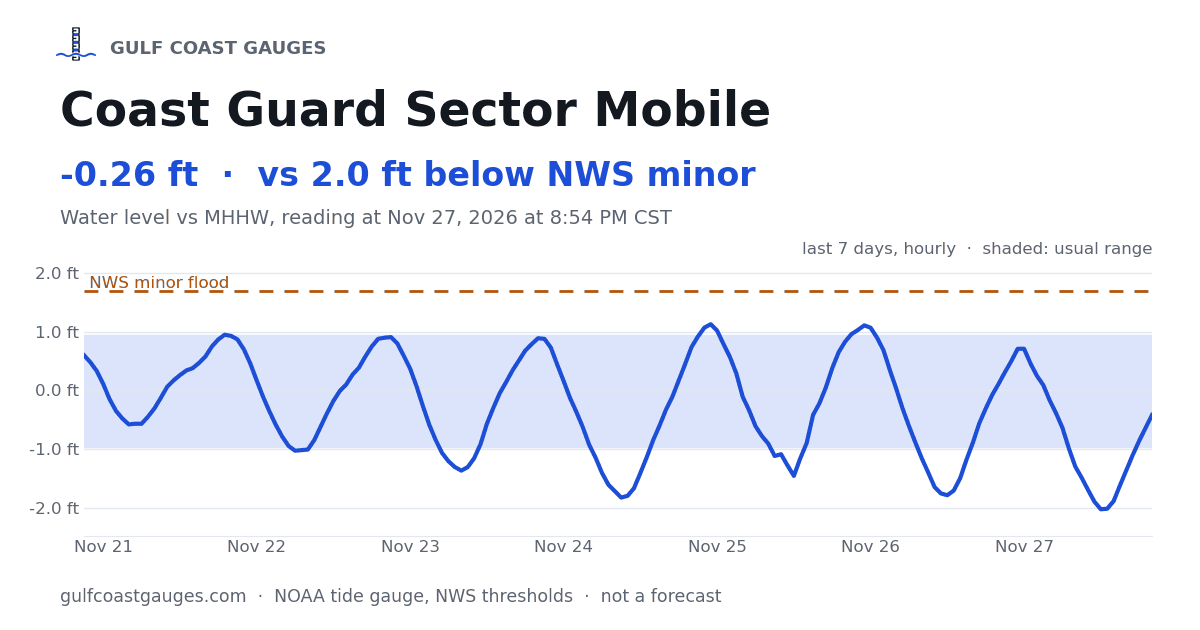 GULF COAST GAUGES
Coast Guard Sector Mobile
-0.26 ft · vs 2.0 ft below NWS minor
Water level vs MHHW, reading at Nov 27, 2026 at 8:54 PM CST
last 7 days, hourly · shaded: usual range
2.0 ft
NWS minor flood
1.0 ft
0.0 ft
-1.0 ft
-2.0 ft
Nov 21 Nov 22 Nov 23 Nov 24 Nov 25 Nov 26 Nov 27
gulfcoastgauges.com · NOAA tide gauge, NWS thresholds · not a forecast